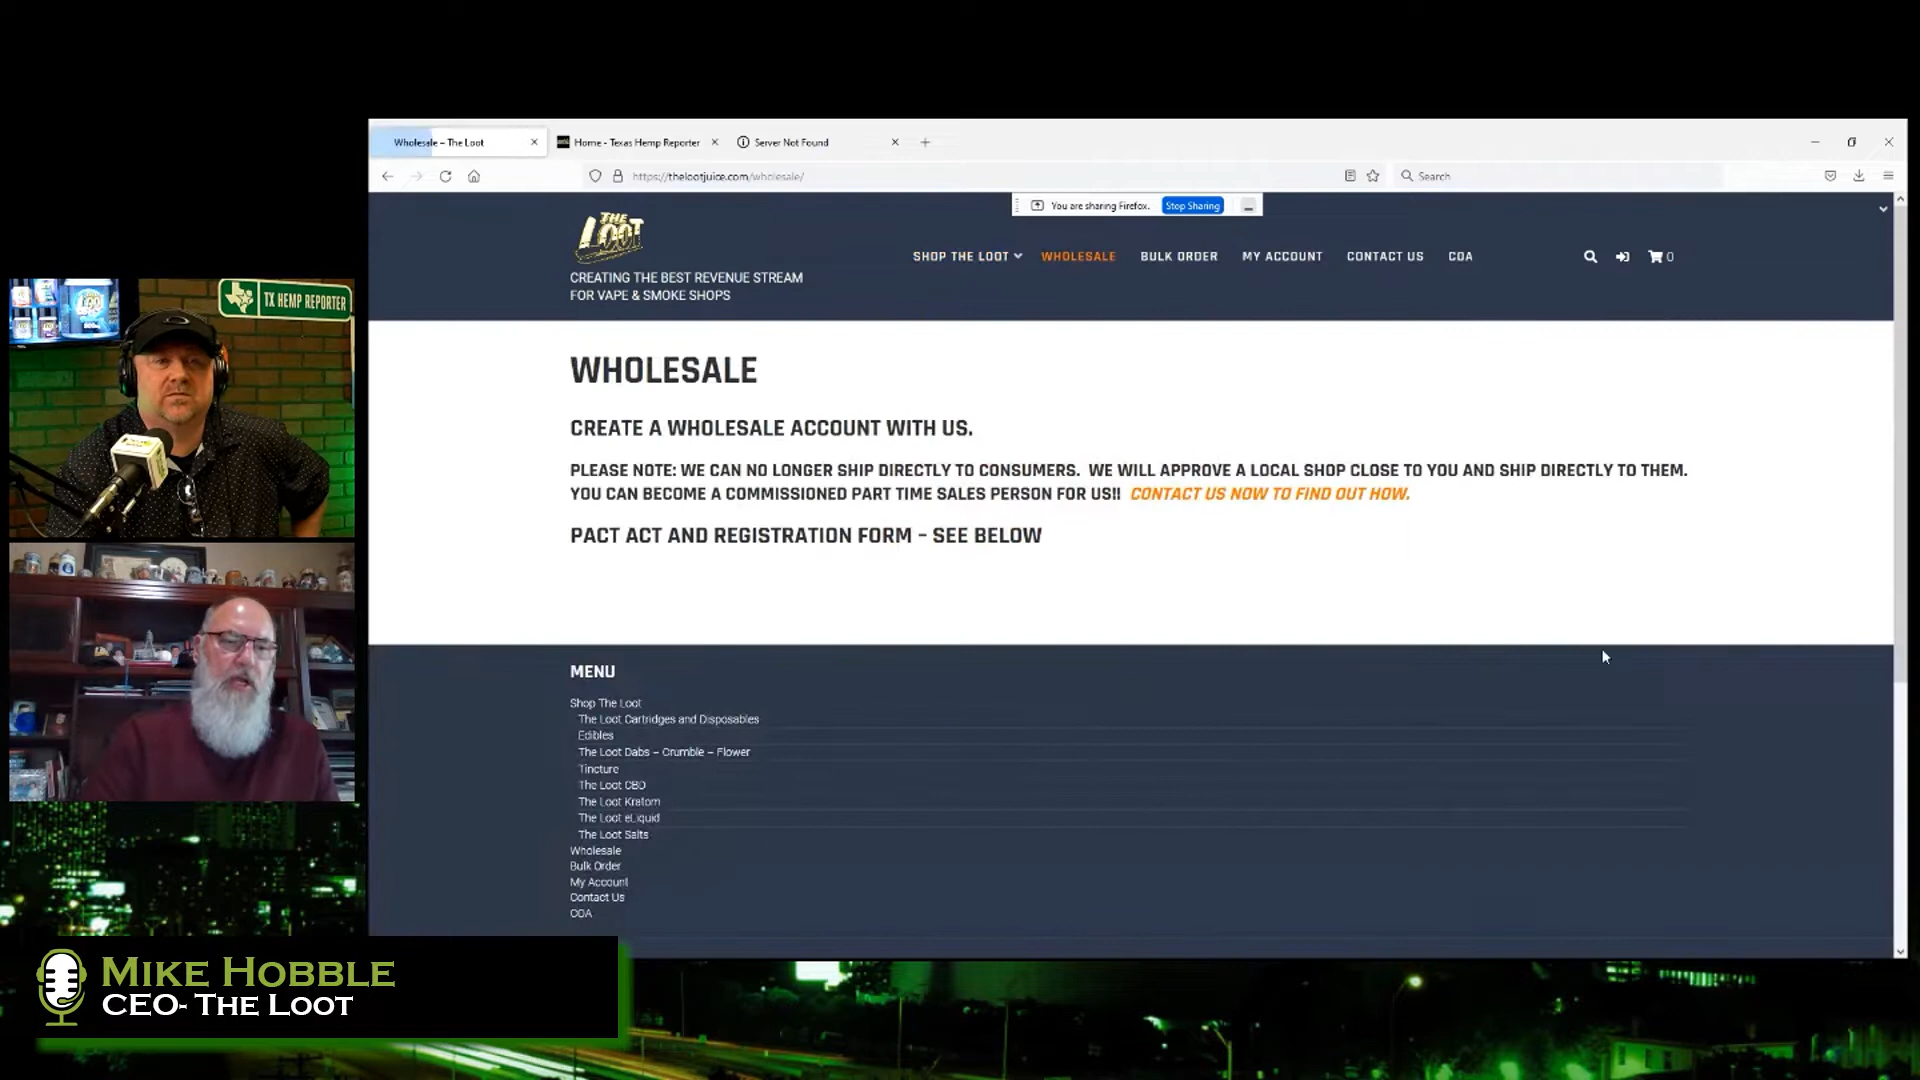 Wholesale – The Loot
Home - Texas Hemp Reporter
Server Not Found
https://thelootjuice.com/wholesale/
Search
You are sharing Firefox.
Stop Sharing
THE
LOOT
CREATING THE BEST REVENUE STREAM
FOR VAPE & SMOKE SHOPS
SHOP THE LOOT
WHOLESALE
BULK ORDER
MY ACCOUNT
CONTACT US
COA
0
TX HEMP REPORTER
WHOLESALE
CREATE A WHOLESALE ACCOUNT WITH US.
PLEASE NOTE: WE CAN NO LONGER SHIP DIRECTLY TO CONSUMERS. WE WILL APPROVE A LOCAL SHOP CLOSE TO YOU AND SHIP DIRECTLY TO THEM.
YOU CAN BECOME A COMMISSIONED PART TIME SALES PERSON FOR US!! CONTACT US NOW TO FIND OUT HOW.
PACT ACT AND REGISTRATION FORM – SEE BELOW
MENU
Shop The Loot
The Loot Cartridges and Disposables
Edibles
The Loot Dabs – Crumble – Flower
Tincture
The Loot CBD
The Loot Kratom
The Loot eLiquid
The Loot Salts
Wholesale
Bulk Order
My Account
Contact Us
COA
MIKE HOBBLE
CEO- THE LOOT